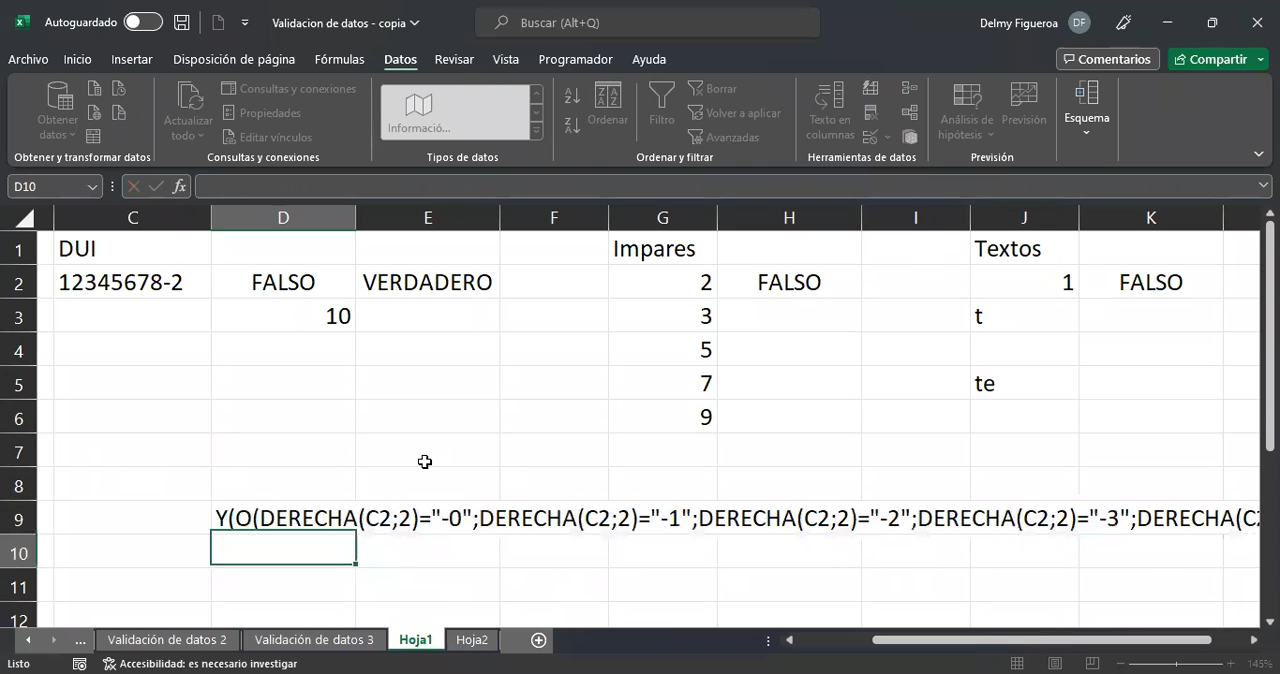 Autoguardado
Validacion de datos - copia
Buscar (Alt+Q)
Delmy Figueroa
DF
Archivo Inicio Insertar Disposición de página Fórmulas Datos Revisar Vista Programador Ayuda
Comentarios
Compartir
Obtener datos
Actualizar todo
Consultas y conexiones
Propiedades
Editar vínculos
Informació...
Ordenar
Filtro
Borrar
Volver a aplicar
Avanzadas
Texto en columnas
Análisis de hipótesis
Previsión
Esquema
Obtener y transformar datos
Consultas y conexiones
Tipos de datos
Ordenar y filtrar
Herramientas de datos
Previsión
D10
fx
C D E F G H I J K
1 DUI Impares Textos
2 12345678-2 FALSO VERDADERO 2 FALSO 1 FALSO
3 10 3 t
4 5
5 7 te
6 9
7
8
9 Y(O(DERECHA(C2;2)="-0";DERECHA(C2;2)="-1";DERECHA(C2;2)="-2";DERECHA(C2;2)="-3";DERECHA(C2
10
11
12
... Validación de datos 2 Validación de datos 3 Hoja1 Hoja2
Listo
Accesibilidad: es necesario investigar
145%